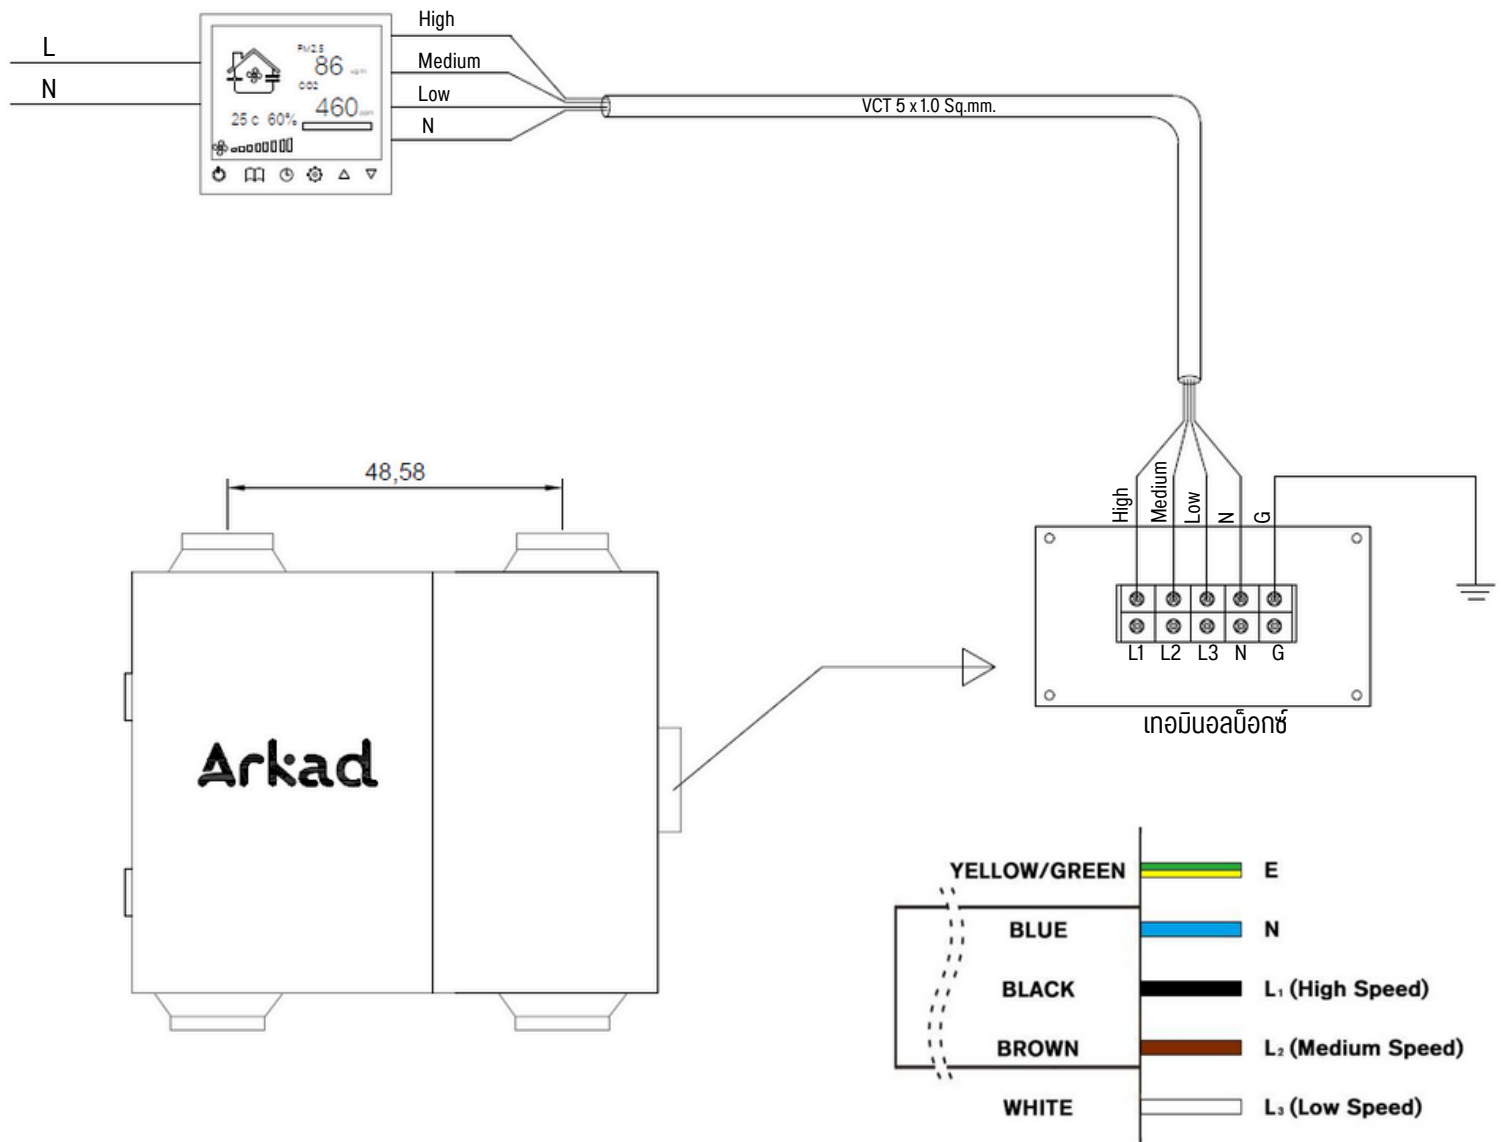 L
N
PM2.5
86
CO2
460
25 c 60%
High
Medium
Low
N
VCT 5 x 1.0 Sq.mm.
48,58
Arkad
High
Medium
Low
N
G
L1 L2 L3 N G
เทอมินอลบ็อกซ์
YELLOW/GREEN E
BLUE N
BLACK L₁ (High Speed)
BROWN L₂ (Medium Speed)
WHITE L₃ (Low Speed)